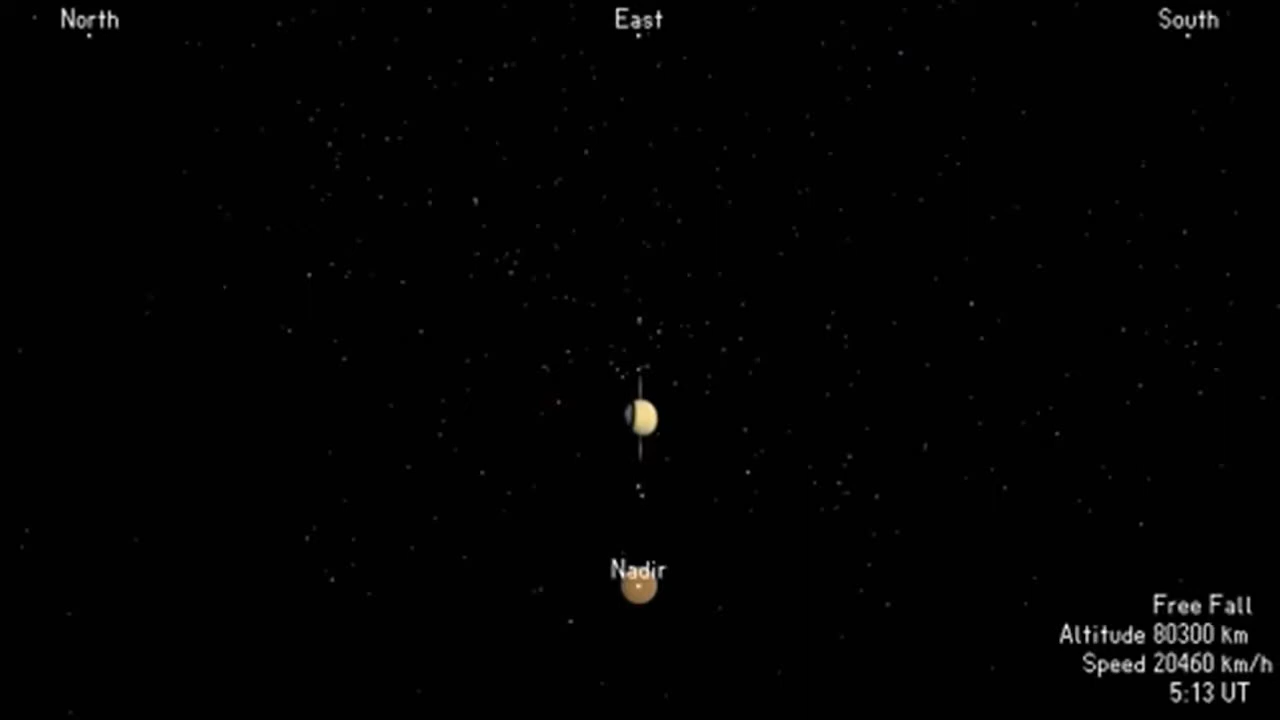 North East South
Nadir
Free Fall
Altitude 80300 km
Speed 20460 km/h
5:13 UT